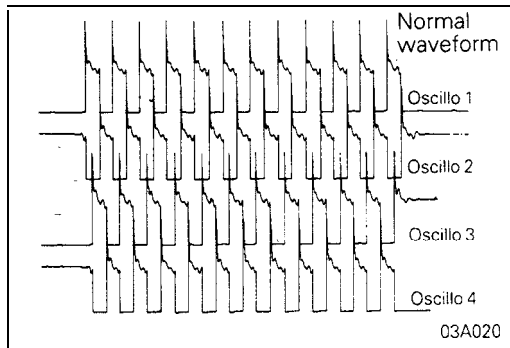 Normal
waveform
Oscillo 1
Oscillo 2
Oscillo 3
Oscillo 4
03A020